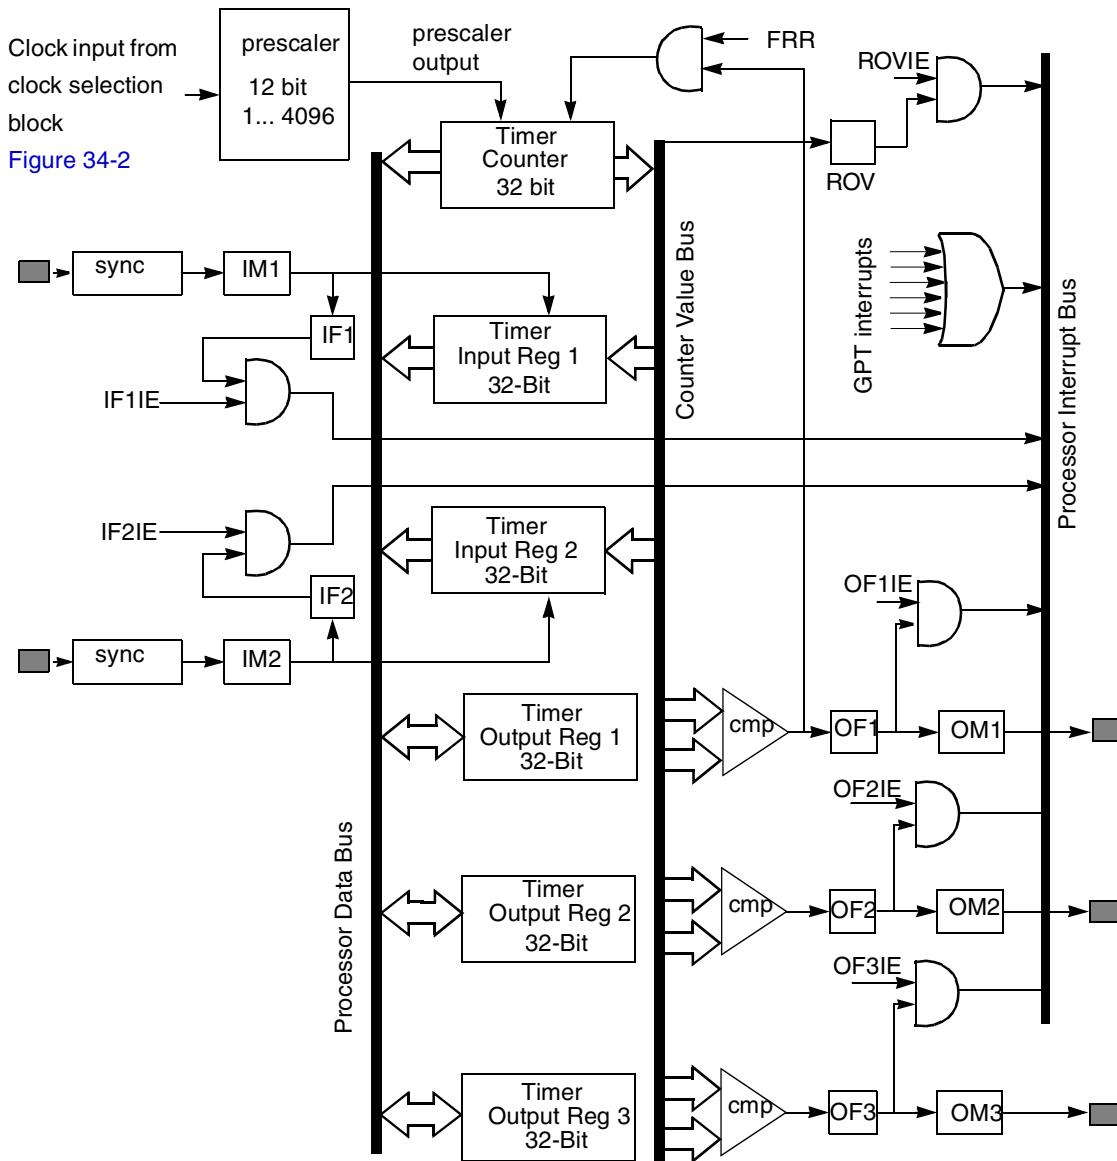 Clock input from
clock selection
block
Figure 34-2
prescaler
12 bit
1... 4096
prescaler
output
FRR
ROVIE
Timer
Counter
32 bit
ROV
sync
IM1
IF1
Timer
Input Reg 1
32-Bit
Counter Value Bus
GPT interrupts
Processor Interrupt Bus
IF1IE
IF2IE
Timer
Input Reg 2
32-Bit
IF2
sync
IM2
OF1IE
Timer
Output Reg 1
32-Bit
cmp
OF1
OM1
OF2IE
Processor Data Bus
Timer
Output Reg 2
32-Bit
cmp
OF2
OM2
OF3IE
Timer
Output Reg 3
32-Bit
cmp
OF3
OM3